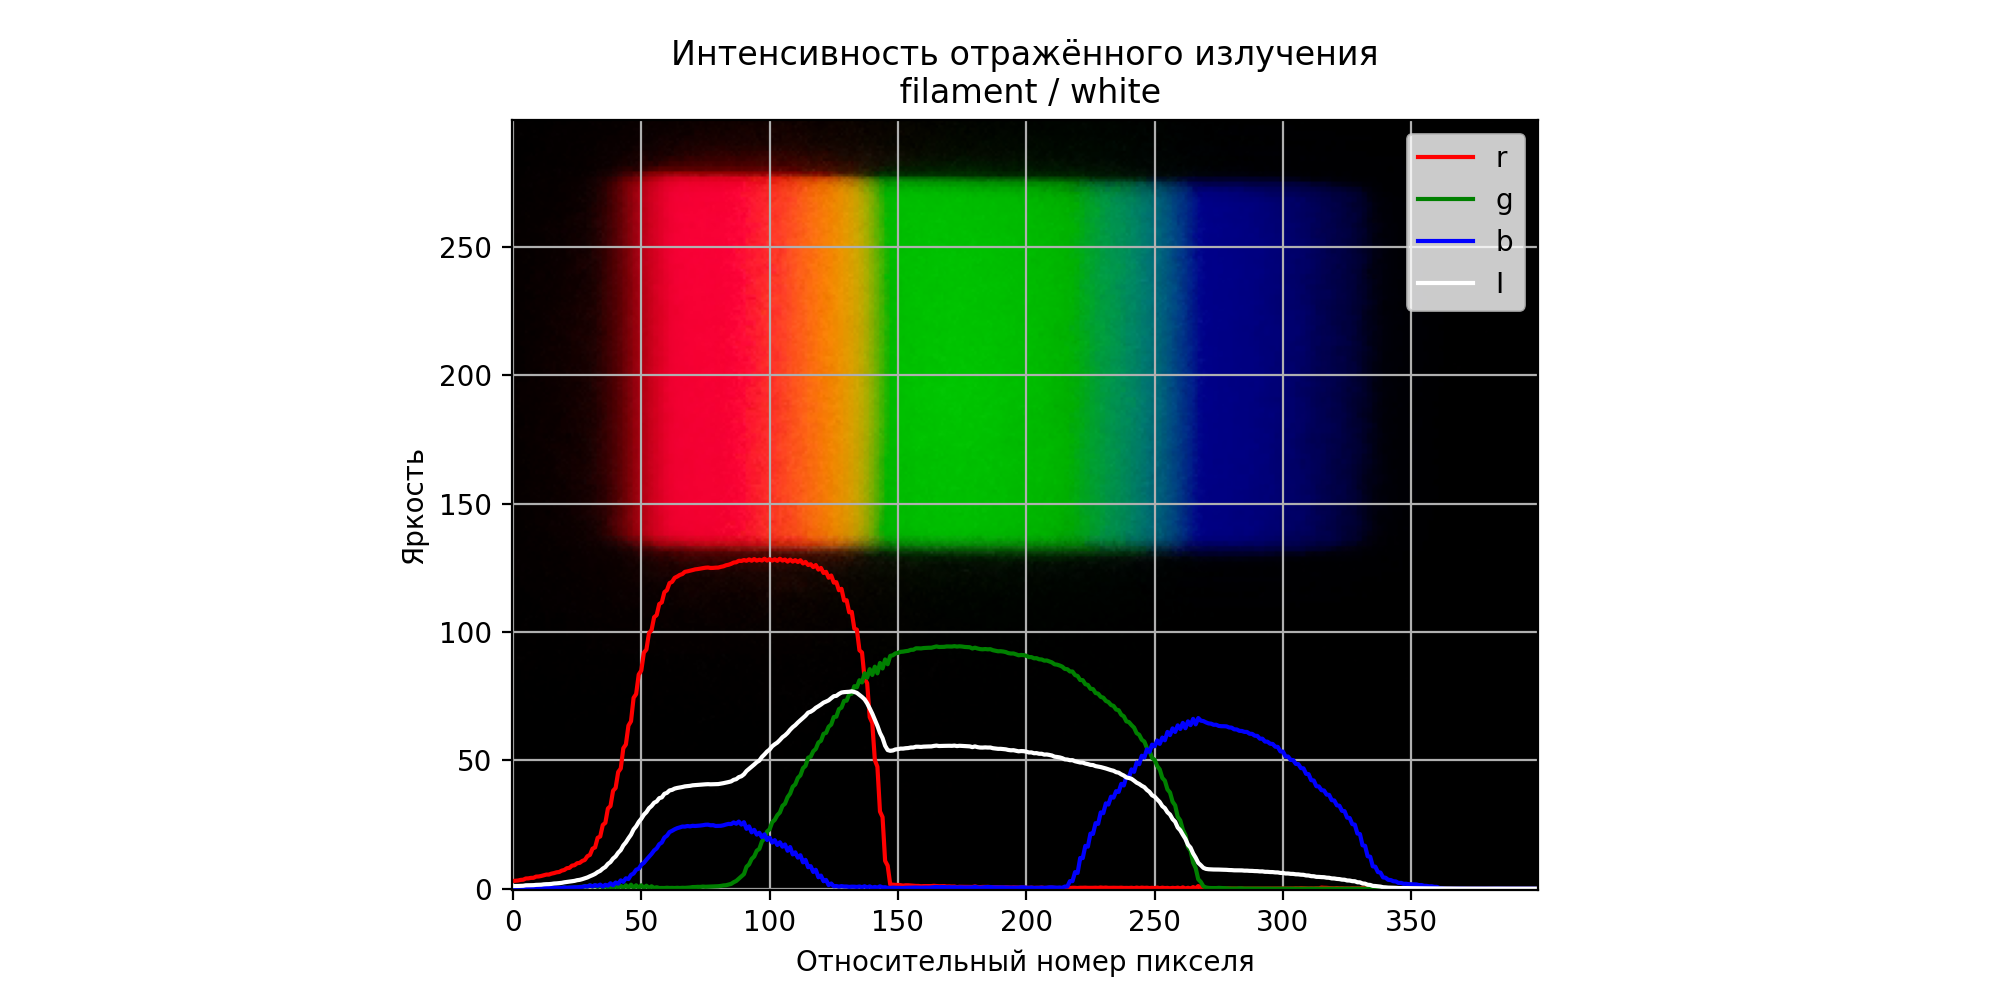 Интенсивность отражённого излучения
filament / white
r
g
b
l
250
200
150
100
50
0
Яркость
0 50 100 150 200 250 300 350
Относительный номер пикселя